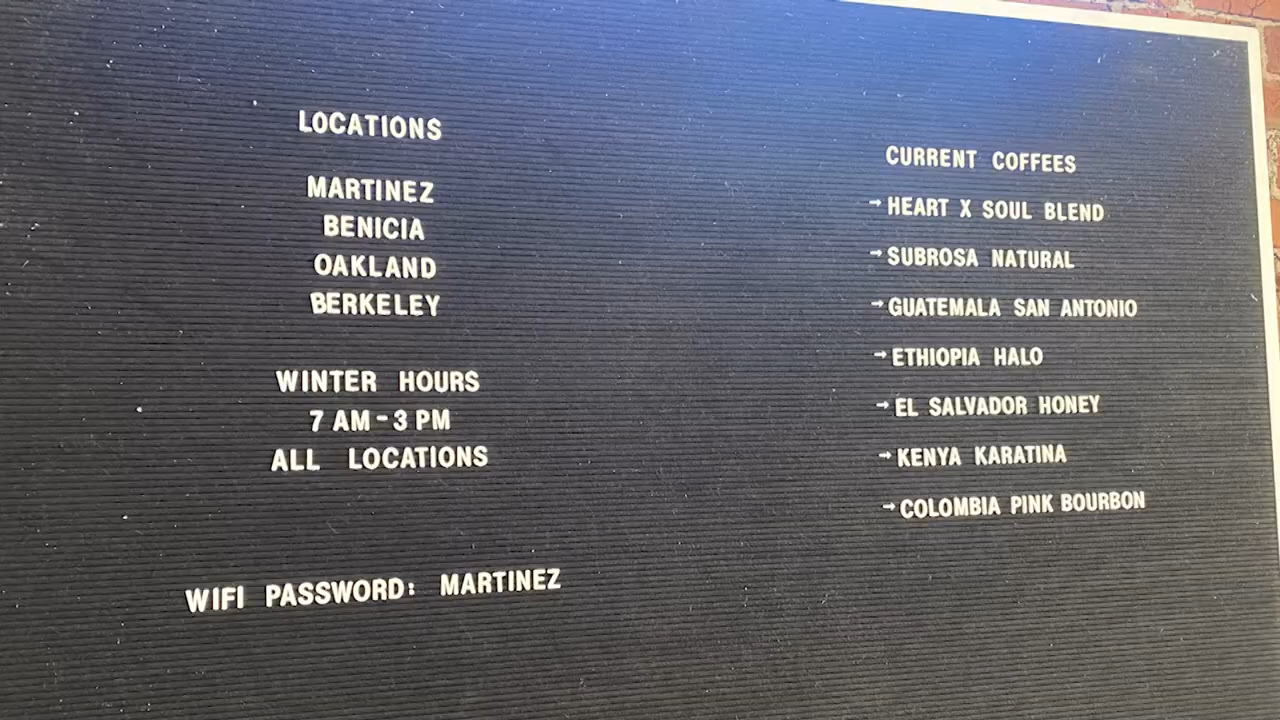 LOCATIONS
MARTINEZ
BENICIA
OAKLAND
BERKELEY
WINTER HOURS
7 AM-3 PM
ALL LOCATIONS
WIFI PASSWORD: MARTINEZ
CURRENT COFFEES
→HEART X SOUL BLEND
→SUBROSA NATURAL
→GUATEMALA SAN ANTONIO
→ETHIOPIA HALO
→EL SALVADOR HONEY
→KENYA KARATINA
→COLOMBIA PINK BOURBON